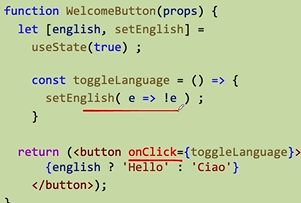 function WelcomeButton(props) {
let [english, setEnglish] =
useState(true) ;
const toggleLanguage = () => {
setEnglish( e => !e ) ;
}
return (<button onClick={toggleLanguage}>
{english ? 'Hello' : 'Ciao'}
</button>);
}